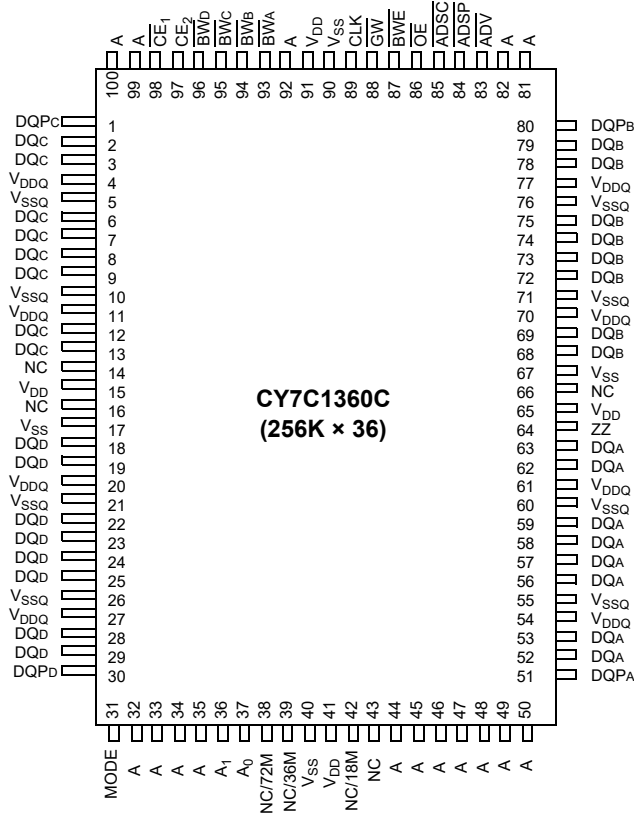 A
A
CE1
CE2
BWD
BWC
BWB
BWA
A
VDD
VSS
CLK
GW
BWE
OE
ADSC
ADSP
ADV
A
A
100
99
98
97
96
95
94
93
92
91
90
89
88
87
86
85
84
83
82
81
DQPC 1
DQC 2
DQC 3
VDDQ 4
VSSQ 5
DQC 6
DQC 7
DQC 8
DQC 9
VSSQ 10
VDDQ 11
DQC 12
DQC 13
NC 14
VDD 15
NC 16
VSS 17
DQD 18
DQD 19
VDDQ 20
VSSQ 21
DQD 22
DQD 23
DQD 24
DQD 25
VSSQ 26
VDDQ 27
DQD 28
DQD 29
DQPD 30
CY7C1360C
(256K × 36)
80 DQPB
79 DQB
78 DQB
77 VDDQ
76 VSSQ
75 DQB
74 DQB
73 DQB
72 DQB
71 VSSQ
70 VDDQ
69 DQB
68 DQB
67 VSS
66 NC
65 VDD
64 ZZ
63 DQA
62 DQA
61 VDDQ
60 VSSQ
59 DQA
58 DQA
57 DQA
56 DQA
55 VSSQ
54 VDDQ
53 DQA
52 DQA
51 DQPA
31
32
33
34
35
36
37
38
39
40
41
42
43
44
45
46
47
48
49
50
MODE
A
A
A
A
A1
A0
NC/72M
NC/36M
VSS
VDD
NC/18M
NC
A
A
A
A
A
A
A